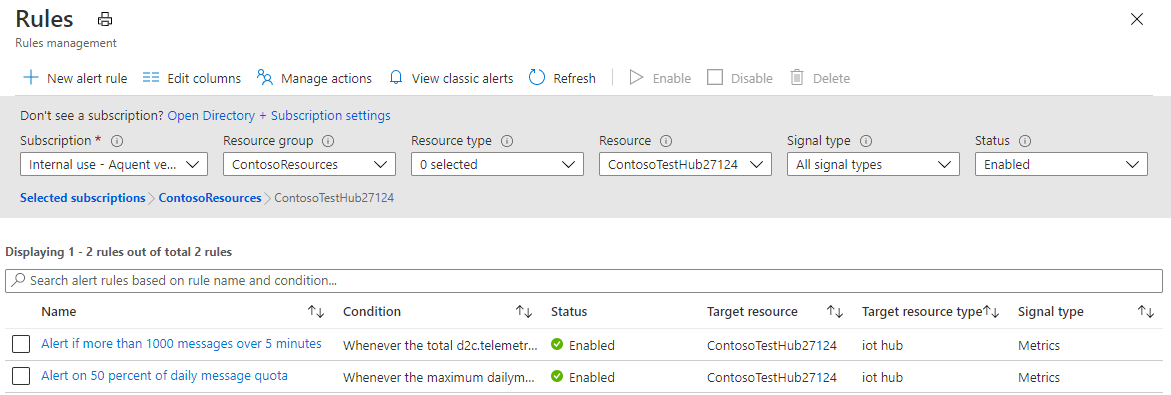 Rules
Rules management
New alert rule Edit columns Manage actions View classic alerts Refresh Enable Disable Delete
Don't see a subscription? Open Directory + Subscription settings
Subscription * Resource group Resource type Resource Signal type Status
Internal use - Aquent ve... ContosoResources 0 selected ContosoTestHub27124 All signal types Enabled
Selected subscriptions > ContosoResources > ContosoTestHub27124
Displaying 1 - 2 rules out of total 2 rules
Search alert rules based on rule name and condition...
Name Condition Status Target resource Target resource type Signal type
Alert if more than 1000 messages over 5 minutes Whenever the total d2c.telemetr... Enabled ContosoTestHub27124 iot hub Metrics
Alert on 50 percent of daily message quota Whenever the maximum dailym... Enabled ContosoTestHub27124 iot hub Metrics